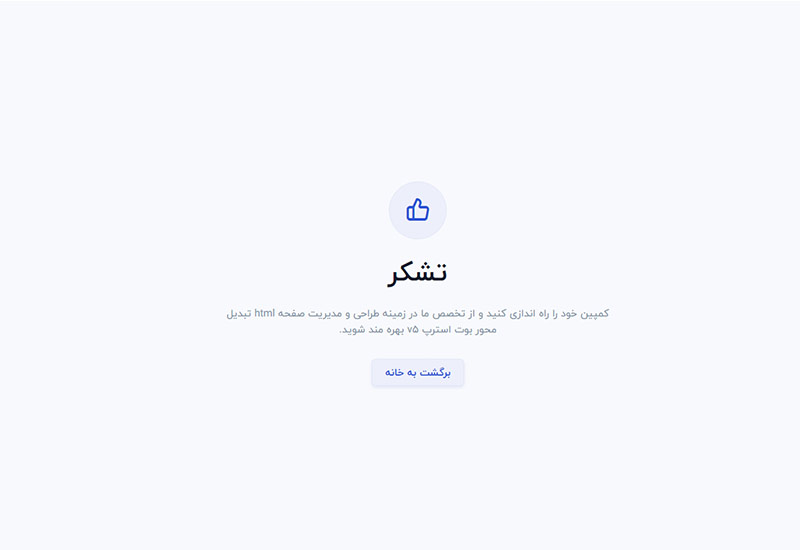 تشکر
کمپین خود را راه اندازی کنید و از تخصص ما در زمینه طراحی و مدیریت صفحه html تبدیل
محور بوت استرپ v۵ بهره مند شوید.
برگشت به خانه